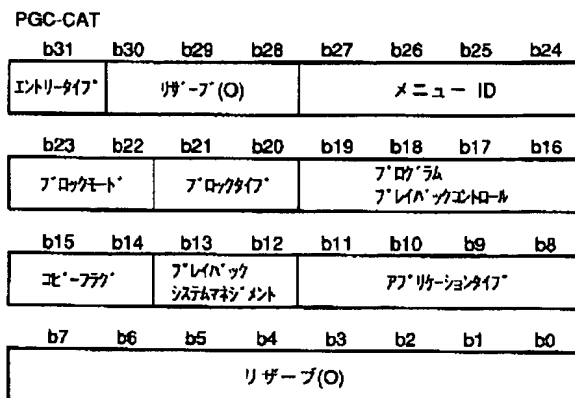 PGC-CAT
b31 b30 b29 b28 b27 b26 b25 b24
エントリータイプ リザーブ(O) メニュー ID
b23 b22 b21 b20 b19 b18 b17 b16
ブロックモード ブロックタイプ プログラム
プレイバックコントロール
b15 b14 b13 b12 b11 b10 b9 b8
コピーフラグ プレイバック
システムマネジメント アプリケーションタイプ
b7 b6 b5 b4 b3 b2 b1 b0
リザーブ(O)